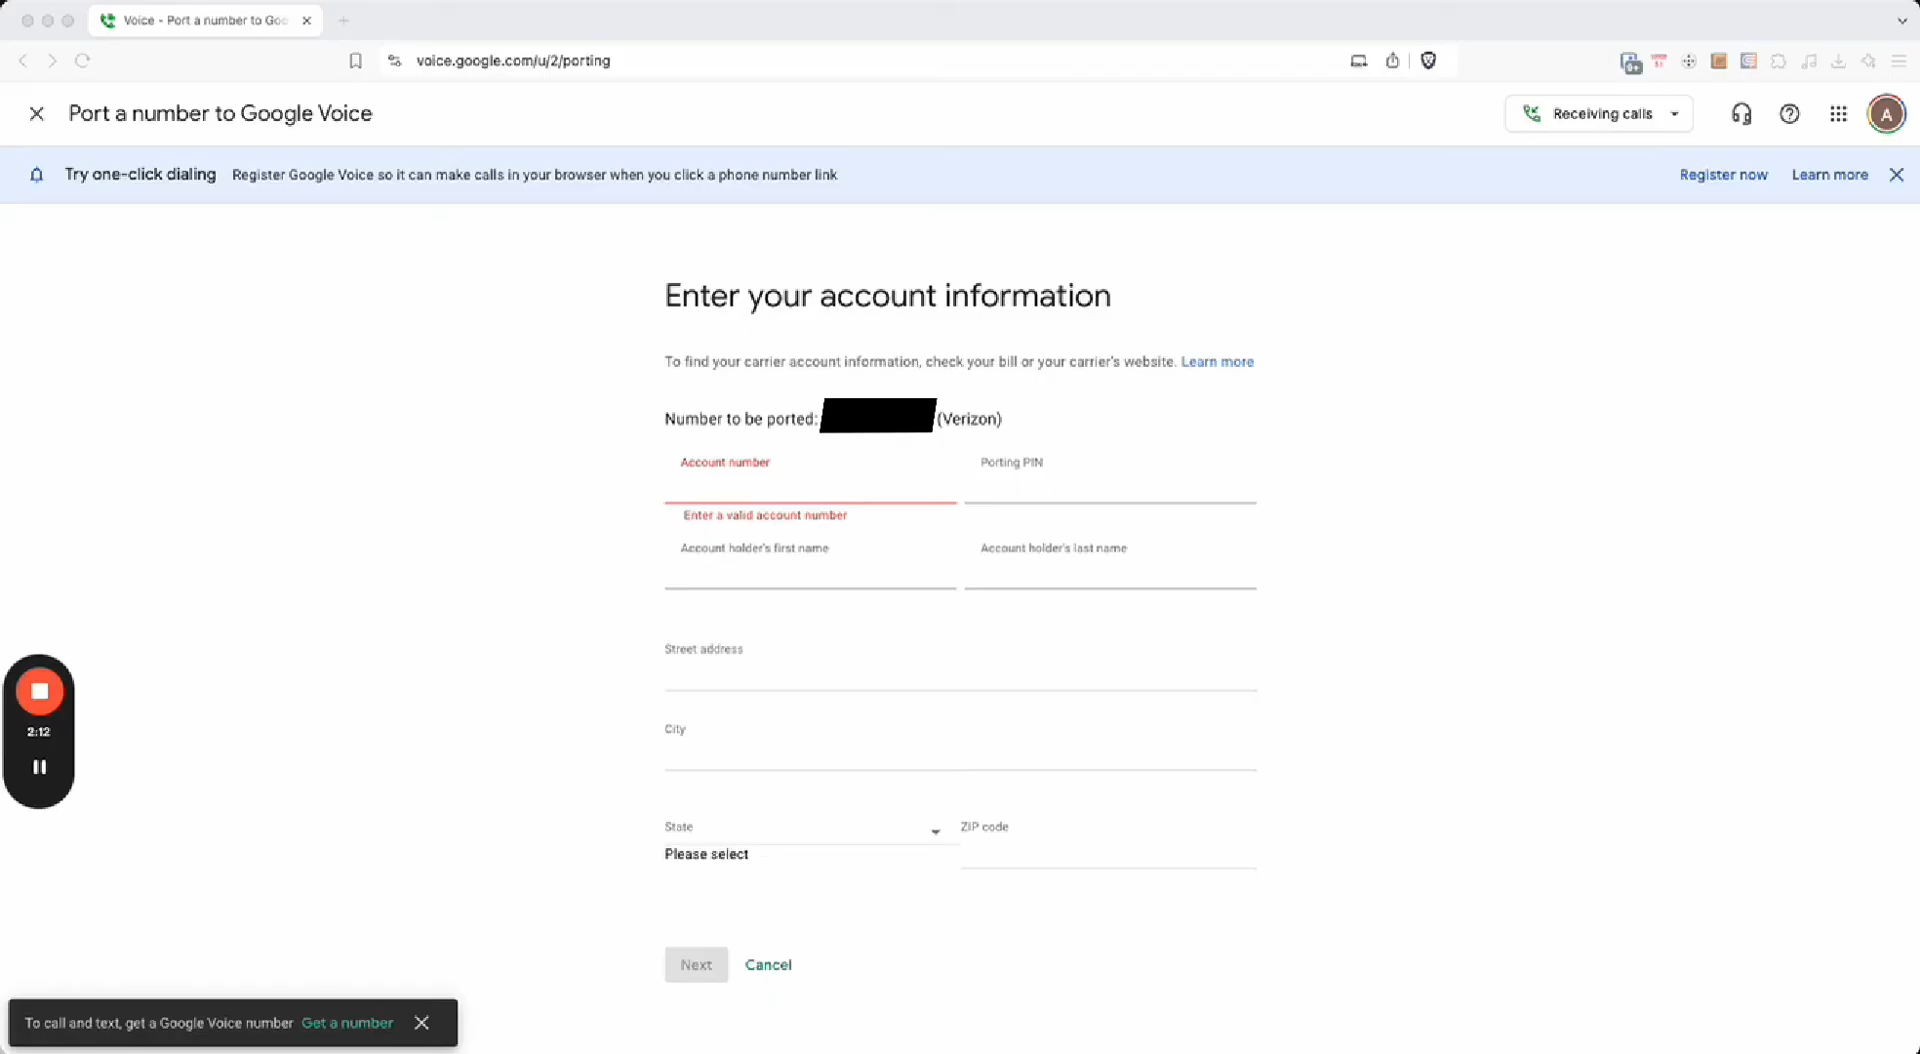 Voice - Port a number to Goo
voice.google.com/u/2/porting
Port a number to Google Voice
Receiving calls
A
Try one-click dialing Register Google Voice so it can make calls in your browser when you click a phone number link
Register now Learn more
Enter your account information
To find your carrier account information, check your bill or your carrier's website. Learn more
Number to be ported: (Verizon)
Account number Porting PIN
Enter a valid account number
Account holder's first name Account holder's last name
Street address
City
State ZIP code
Please select
Next Cancel
2:12
To call and text, get a Google Voice number Get a number